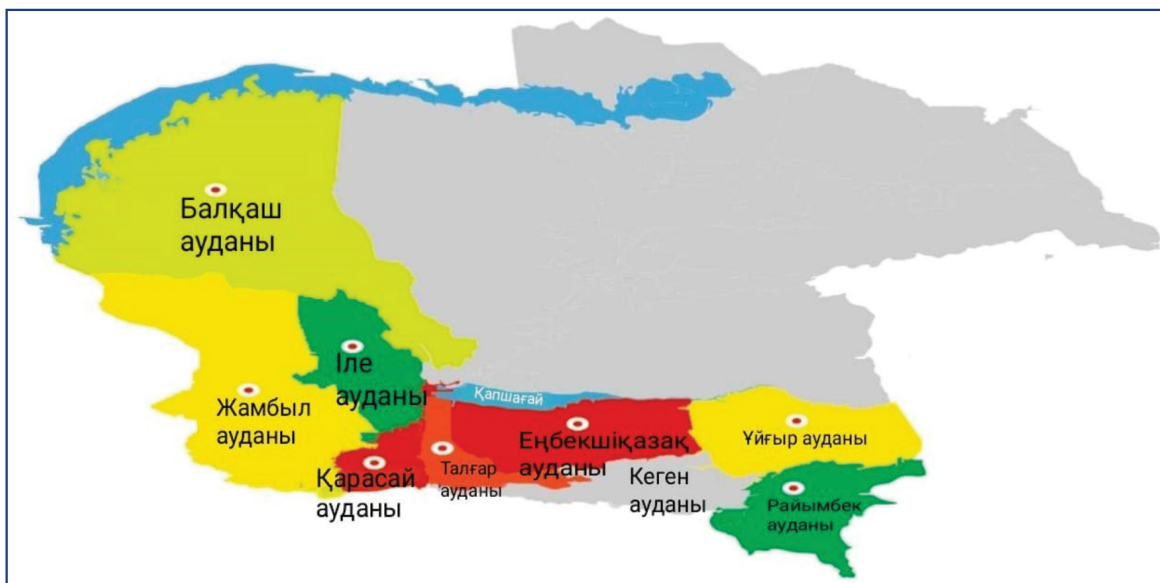 Балқаш
ауданы
Іле
ауданы
Қапшағай
Жамбыл
ауданы
Еңбекшіқазақ
ауданы
Ұйғыр ауданы
Қарасай
ауданы
Талғар
ауданы
Кеген
ауданы
Райымбек
ауданы